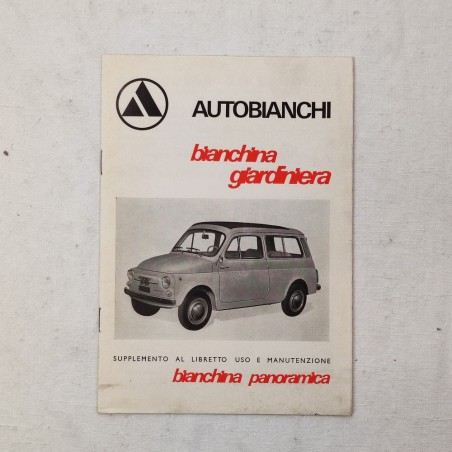 AUTOBIANCHI
bianchina
giardiniera
SUPPLEMENTO AL LIBRETTO USO E MANUTENZIONE
bianchina panoramica